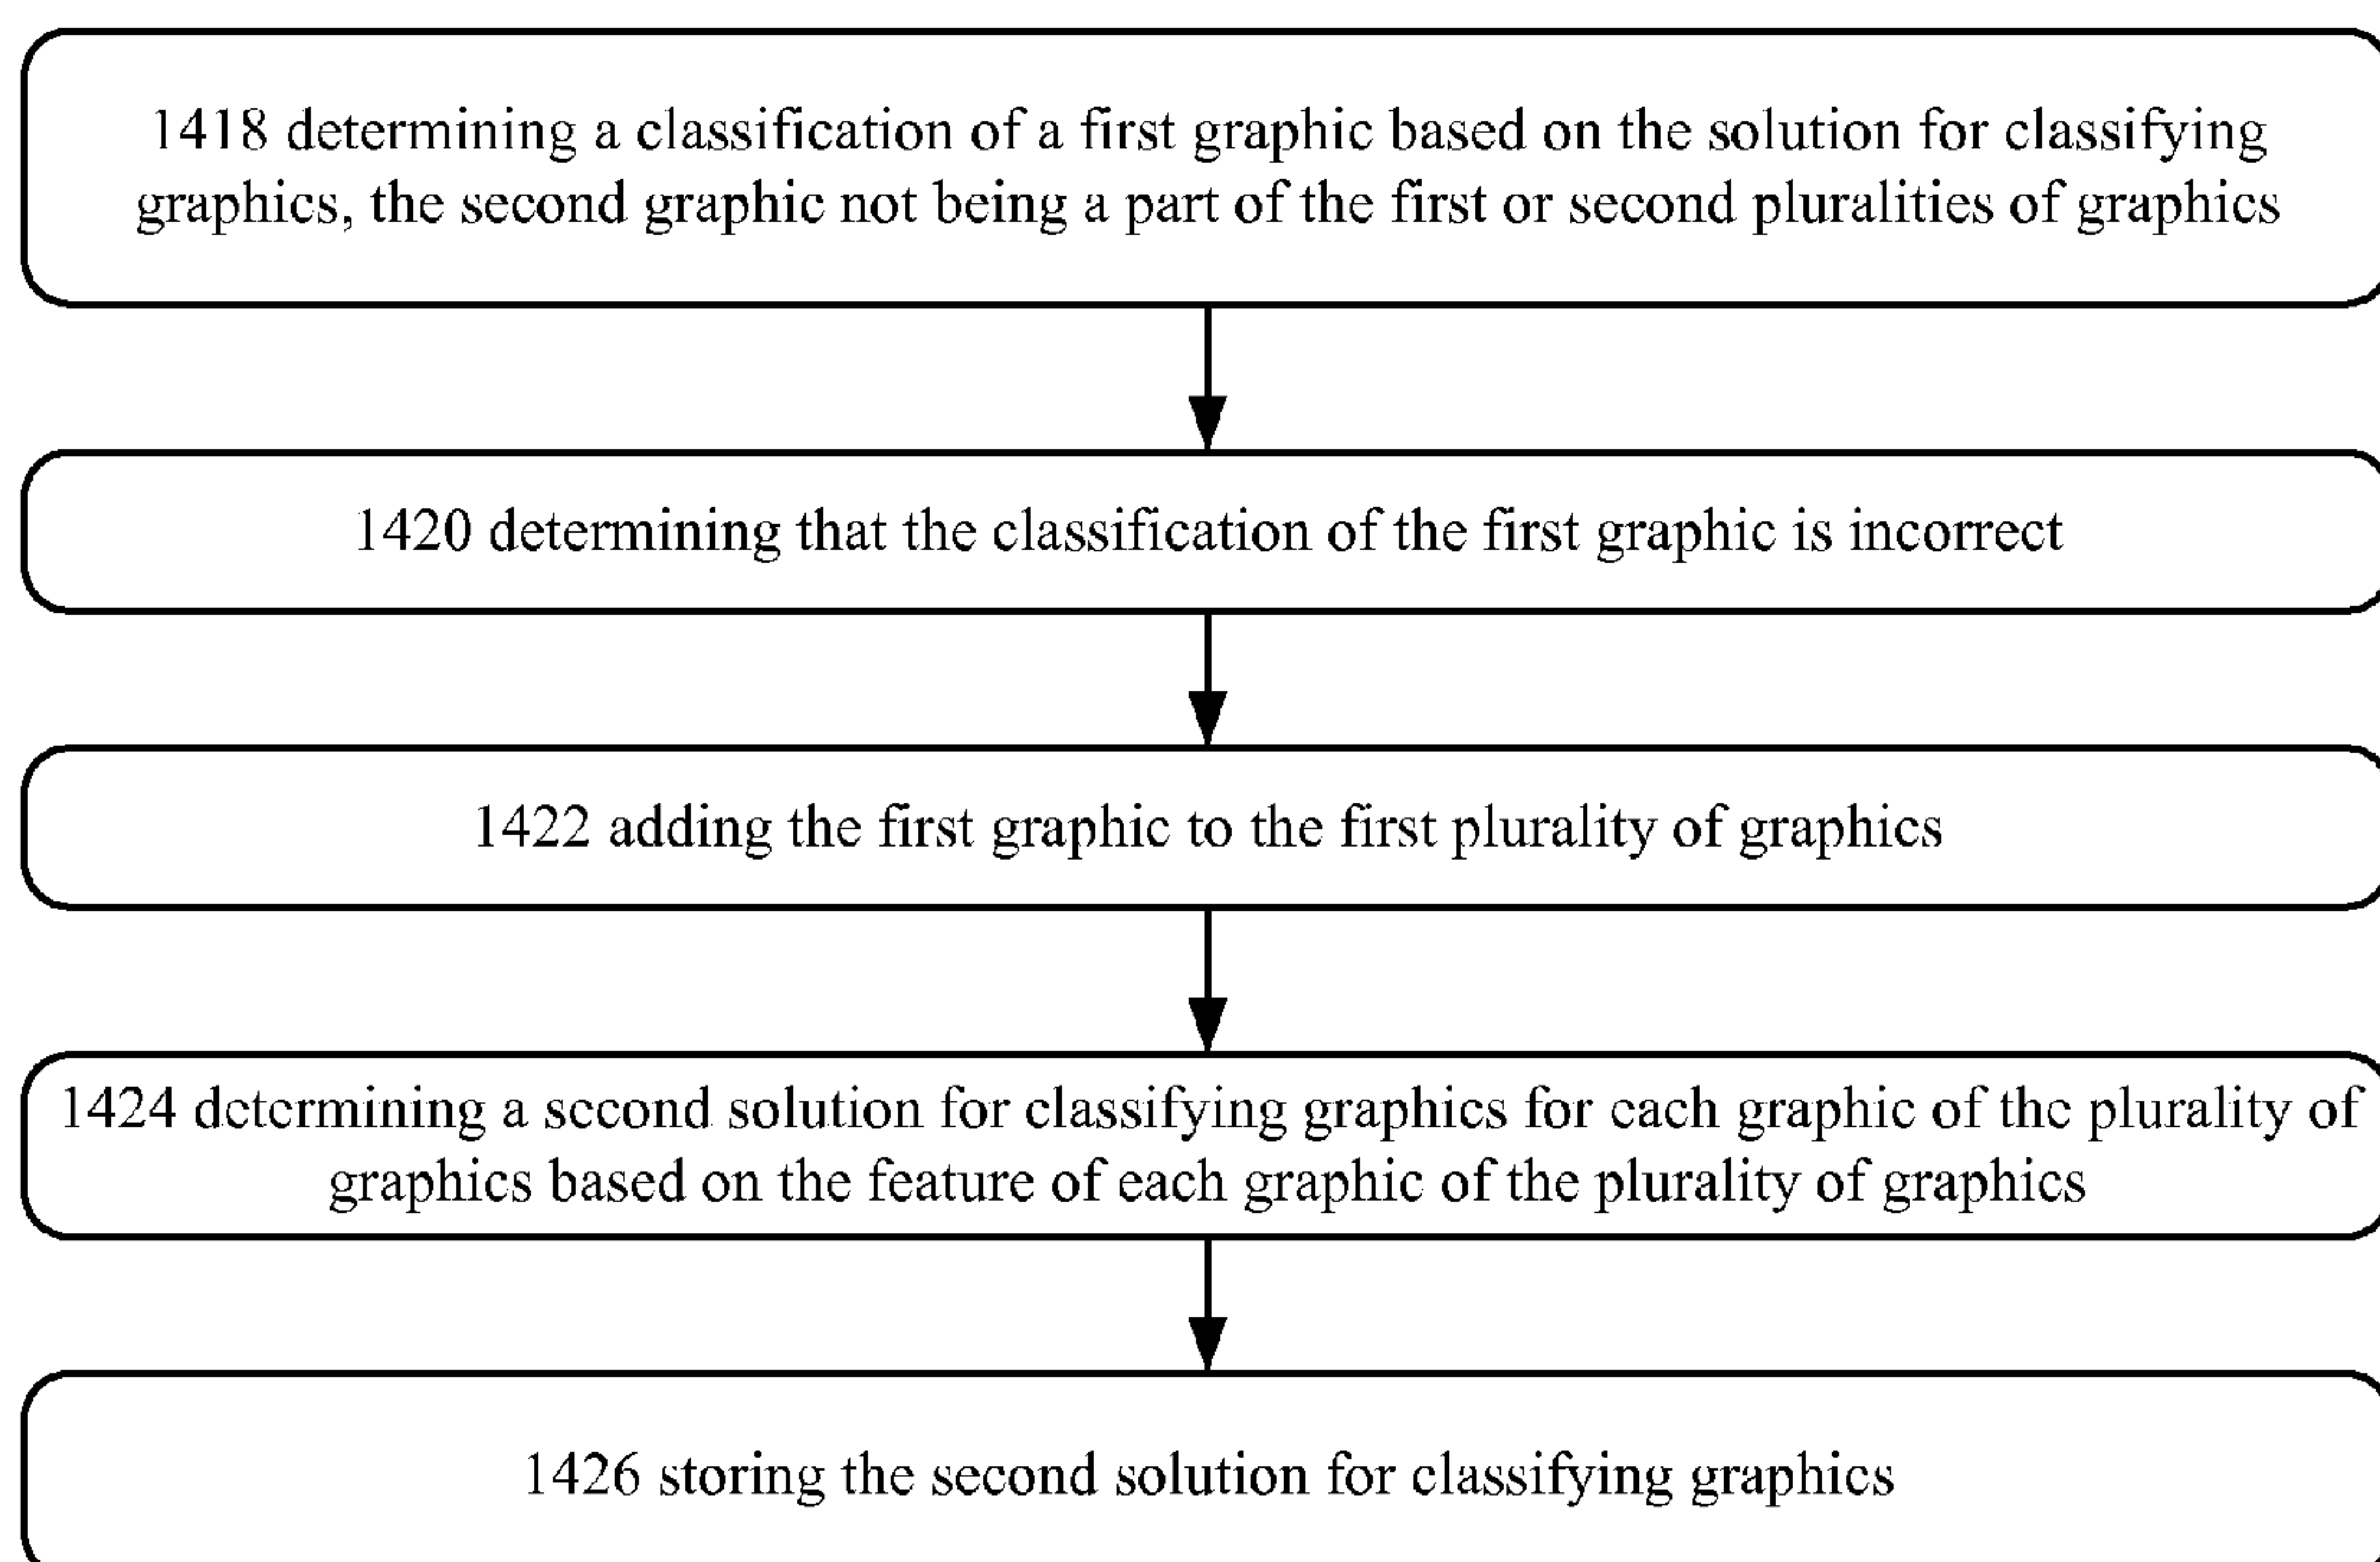 1418 determining a classification of a first graphic based on the solution for classifying
graphics, the second graphic not being a part of the first or second pluralities of graphics
1420 determining that the classification of the first graphic is incorrect
1422 adding the first graphic to the first plurality of graphics
1424 determining a second solution for classifying graphics for each graphic of the plurality of
graphics based on the feature of each graphic of the plurality of graphics
1426 storing the second solution for classifying graphics